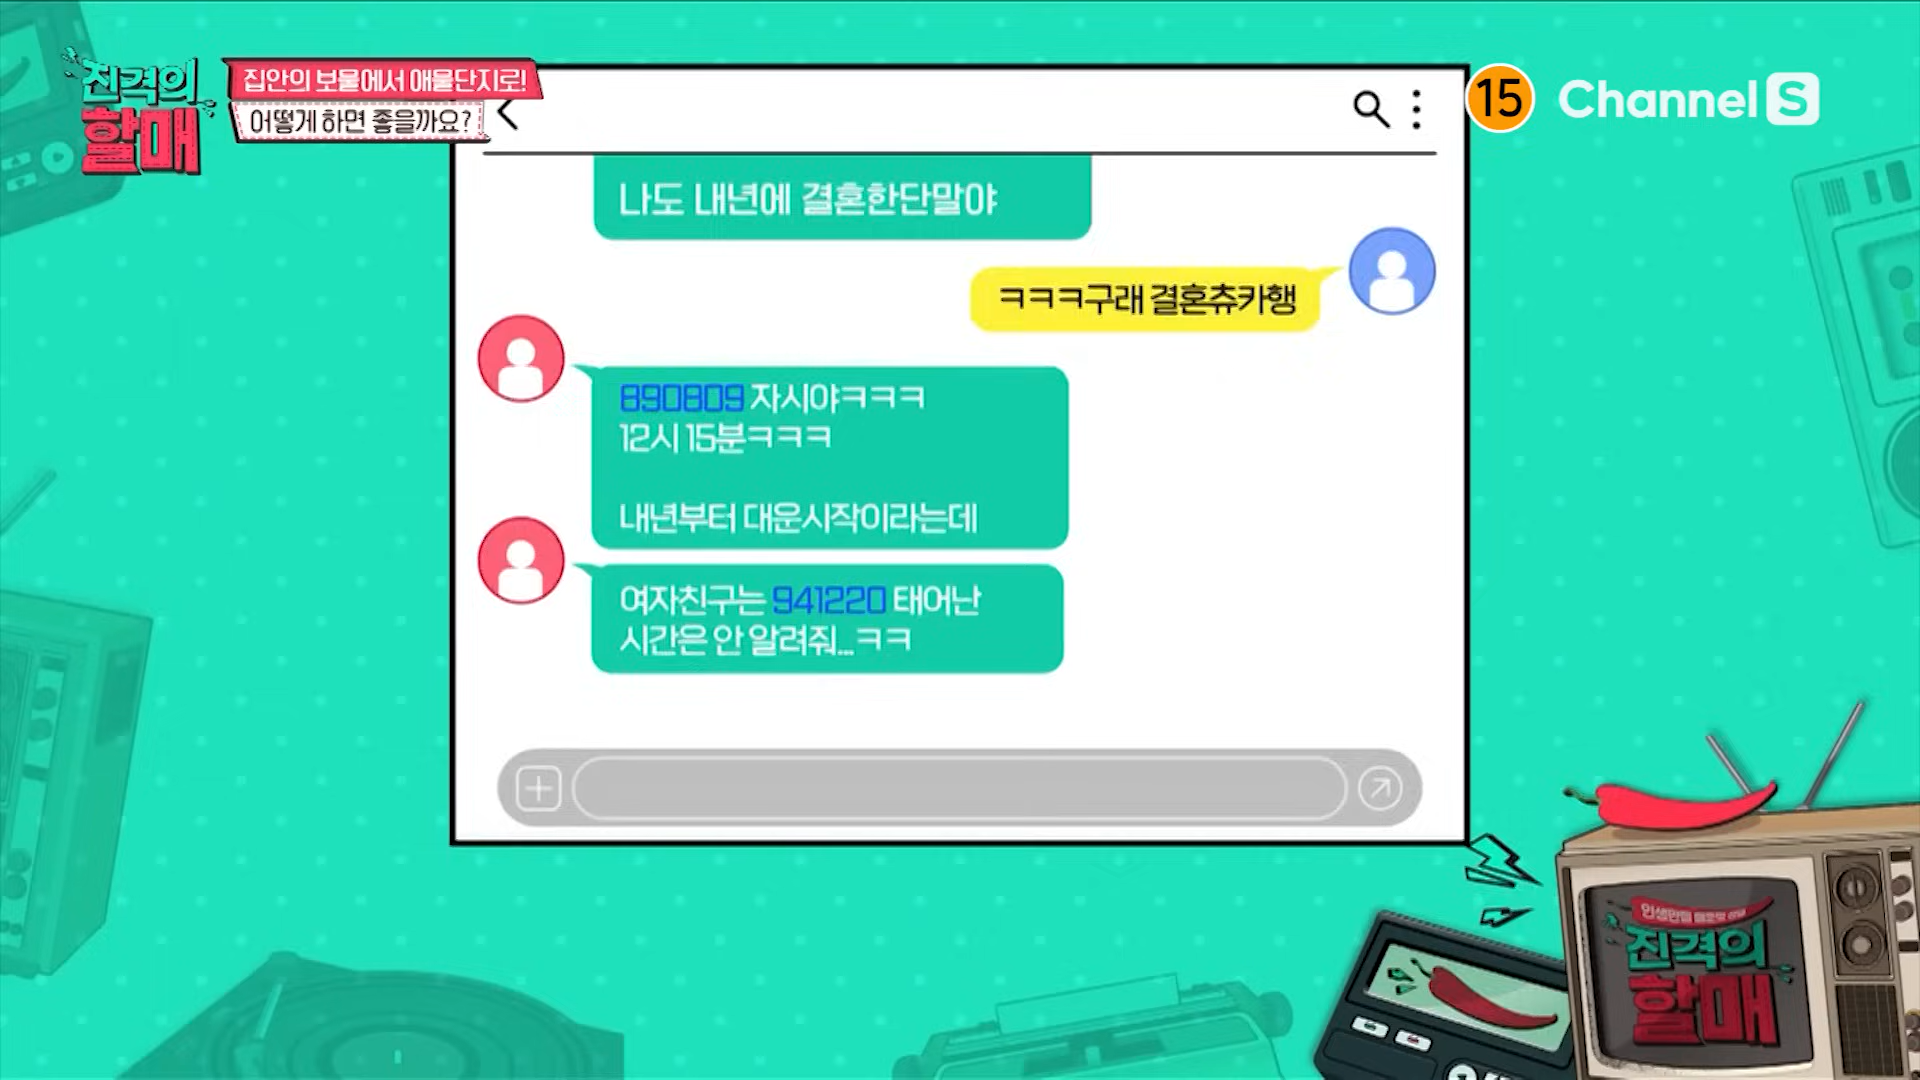 진격의
할매
집안의 보물에서 애물단지로!
어떻게 하면 좋을까요?
15
Channel S
나도 내년에 결혼한단말야
ㅋㅋㅋ구래 결혼츄카행
890809 자시야ㅋㅋㅋ
12시 15분ㅋㅋㅋ
내년부터 대운시작이라는데
여자친구는 941220 태어난
시간은 안 알려줘...ㅋㅋ
진격의
할매